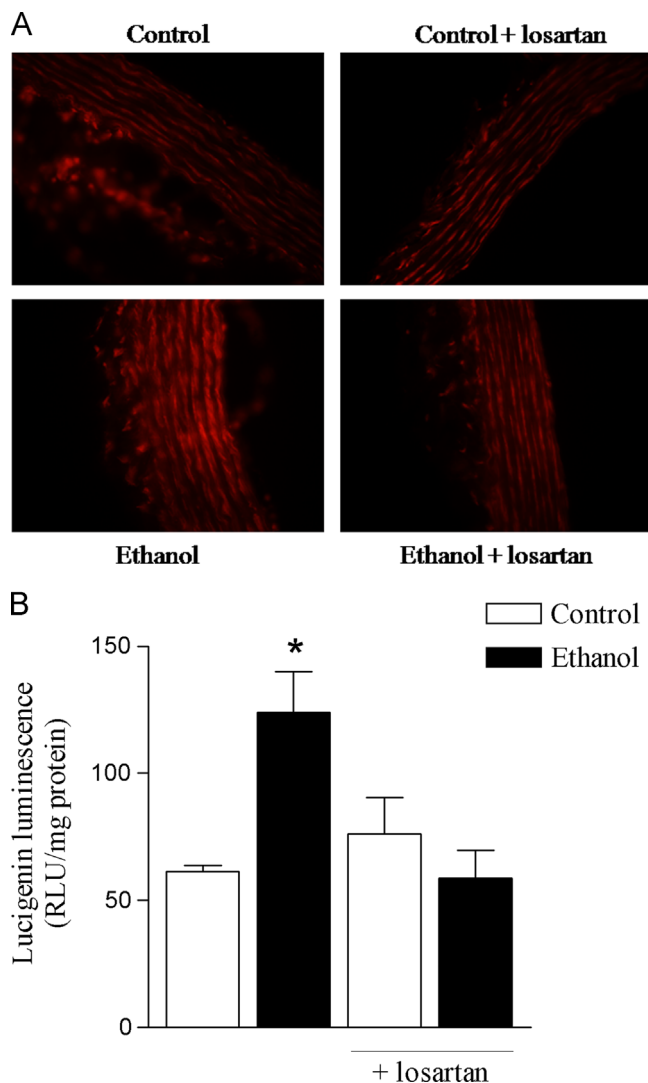 A
Control
Control + losartan
Ethanol
Ethanol + losartan
B
Control
Ethanol
Lucigenin luminescence
(RLU/mg protein)
150
100
50
0
*
+ losartan